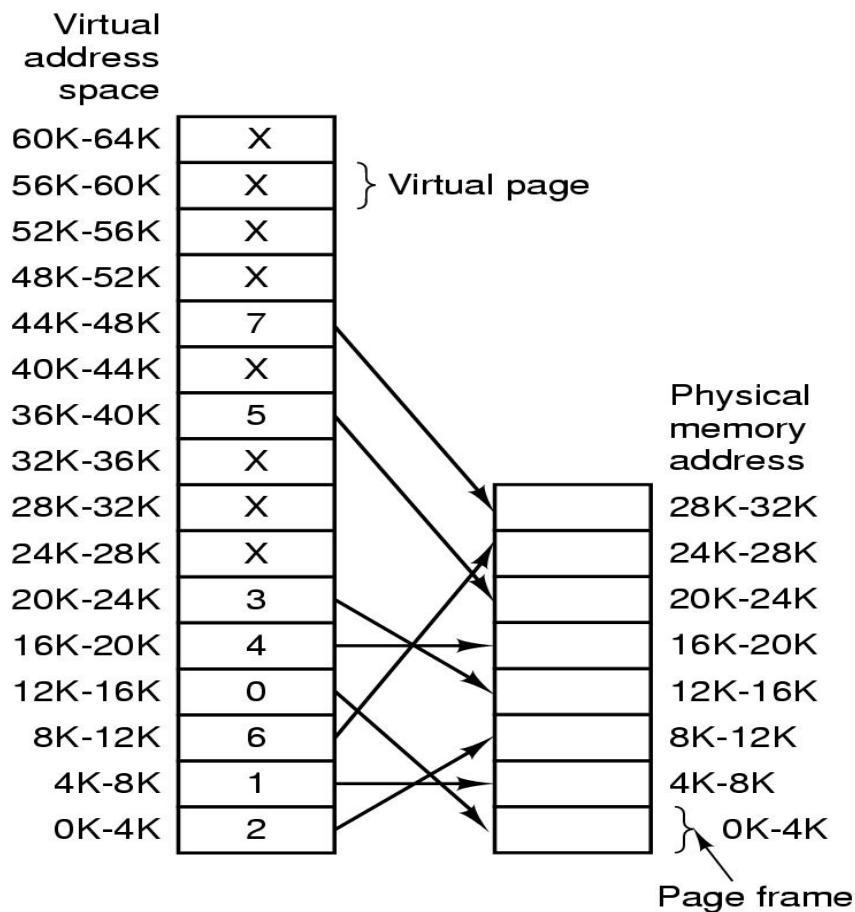 Virtual
address
space
60K-64K X
56K-60K X Virtual page
52K-56K X
48K-52K X
44K-48K 7
40K-44K X
36K-40K 5
32K-36K X
28K-32K X
24K-28K X
20K-24K 3
16K-20K 4
12K-16K 0
8K-12K 6
4K-8K 1
0K-4K 2
Physical
memory
address
28K-32K
24K-28K
20K-24K
16K-20K
12K-16K
8K-12K
4K-8K
0K-4K
Page frame